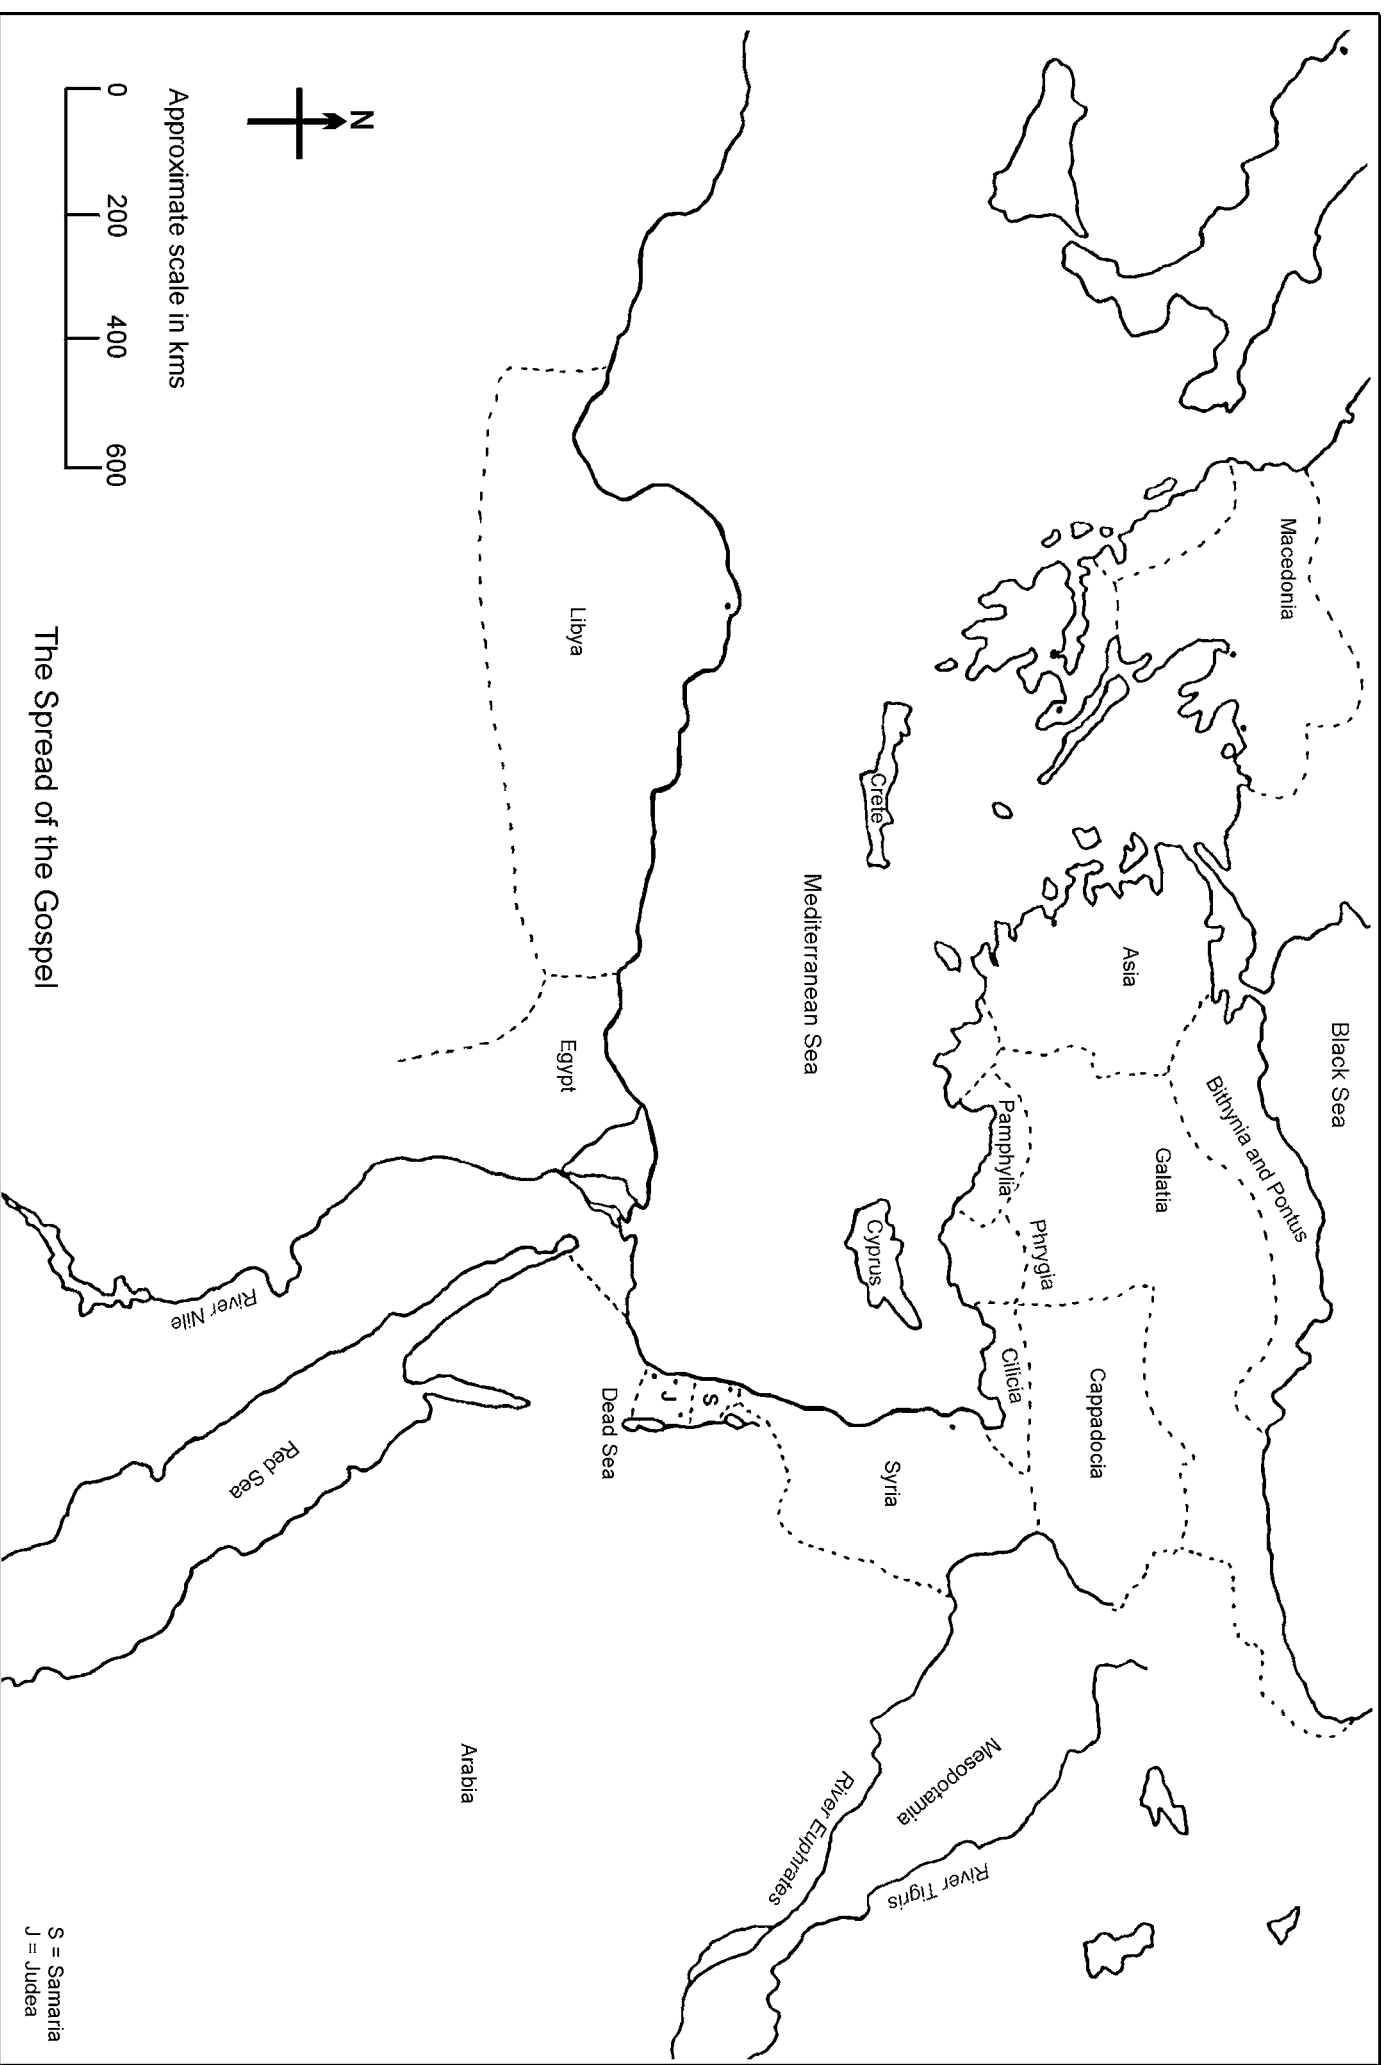 Black Sea
Macedonia
Bithynia and Pontus
Asia
Galatia
Phrygia
Pamphylia
Cappadocia
Cilicia
Crete
Cyprus
Mediterranean Sea
Syria
Mesopotamia
River Tigris
River Euphrates
S
J
Dead Sea
Libya
Egypt
Arabia
N
River Nile
Red Sea
Approximate scale in kms
0 200 400 600
The Spread of the Gospel
S = Samaria
J = Judea